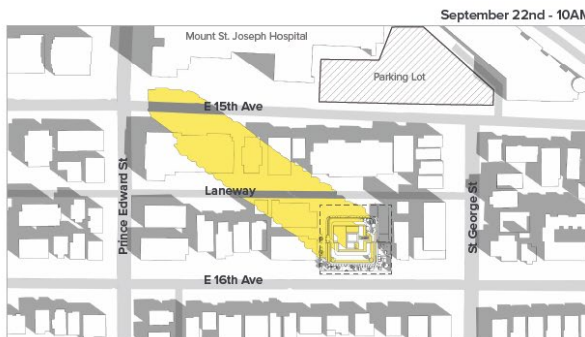 September 22nd - 10AM
Mount St. Joseph Hospital
Parking Lot
E 15th Ave
Prince Edward St
Laneway
St. George St
E 16th Ave